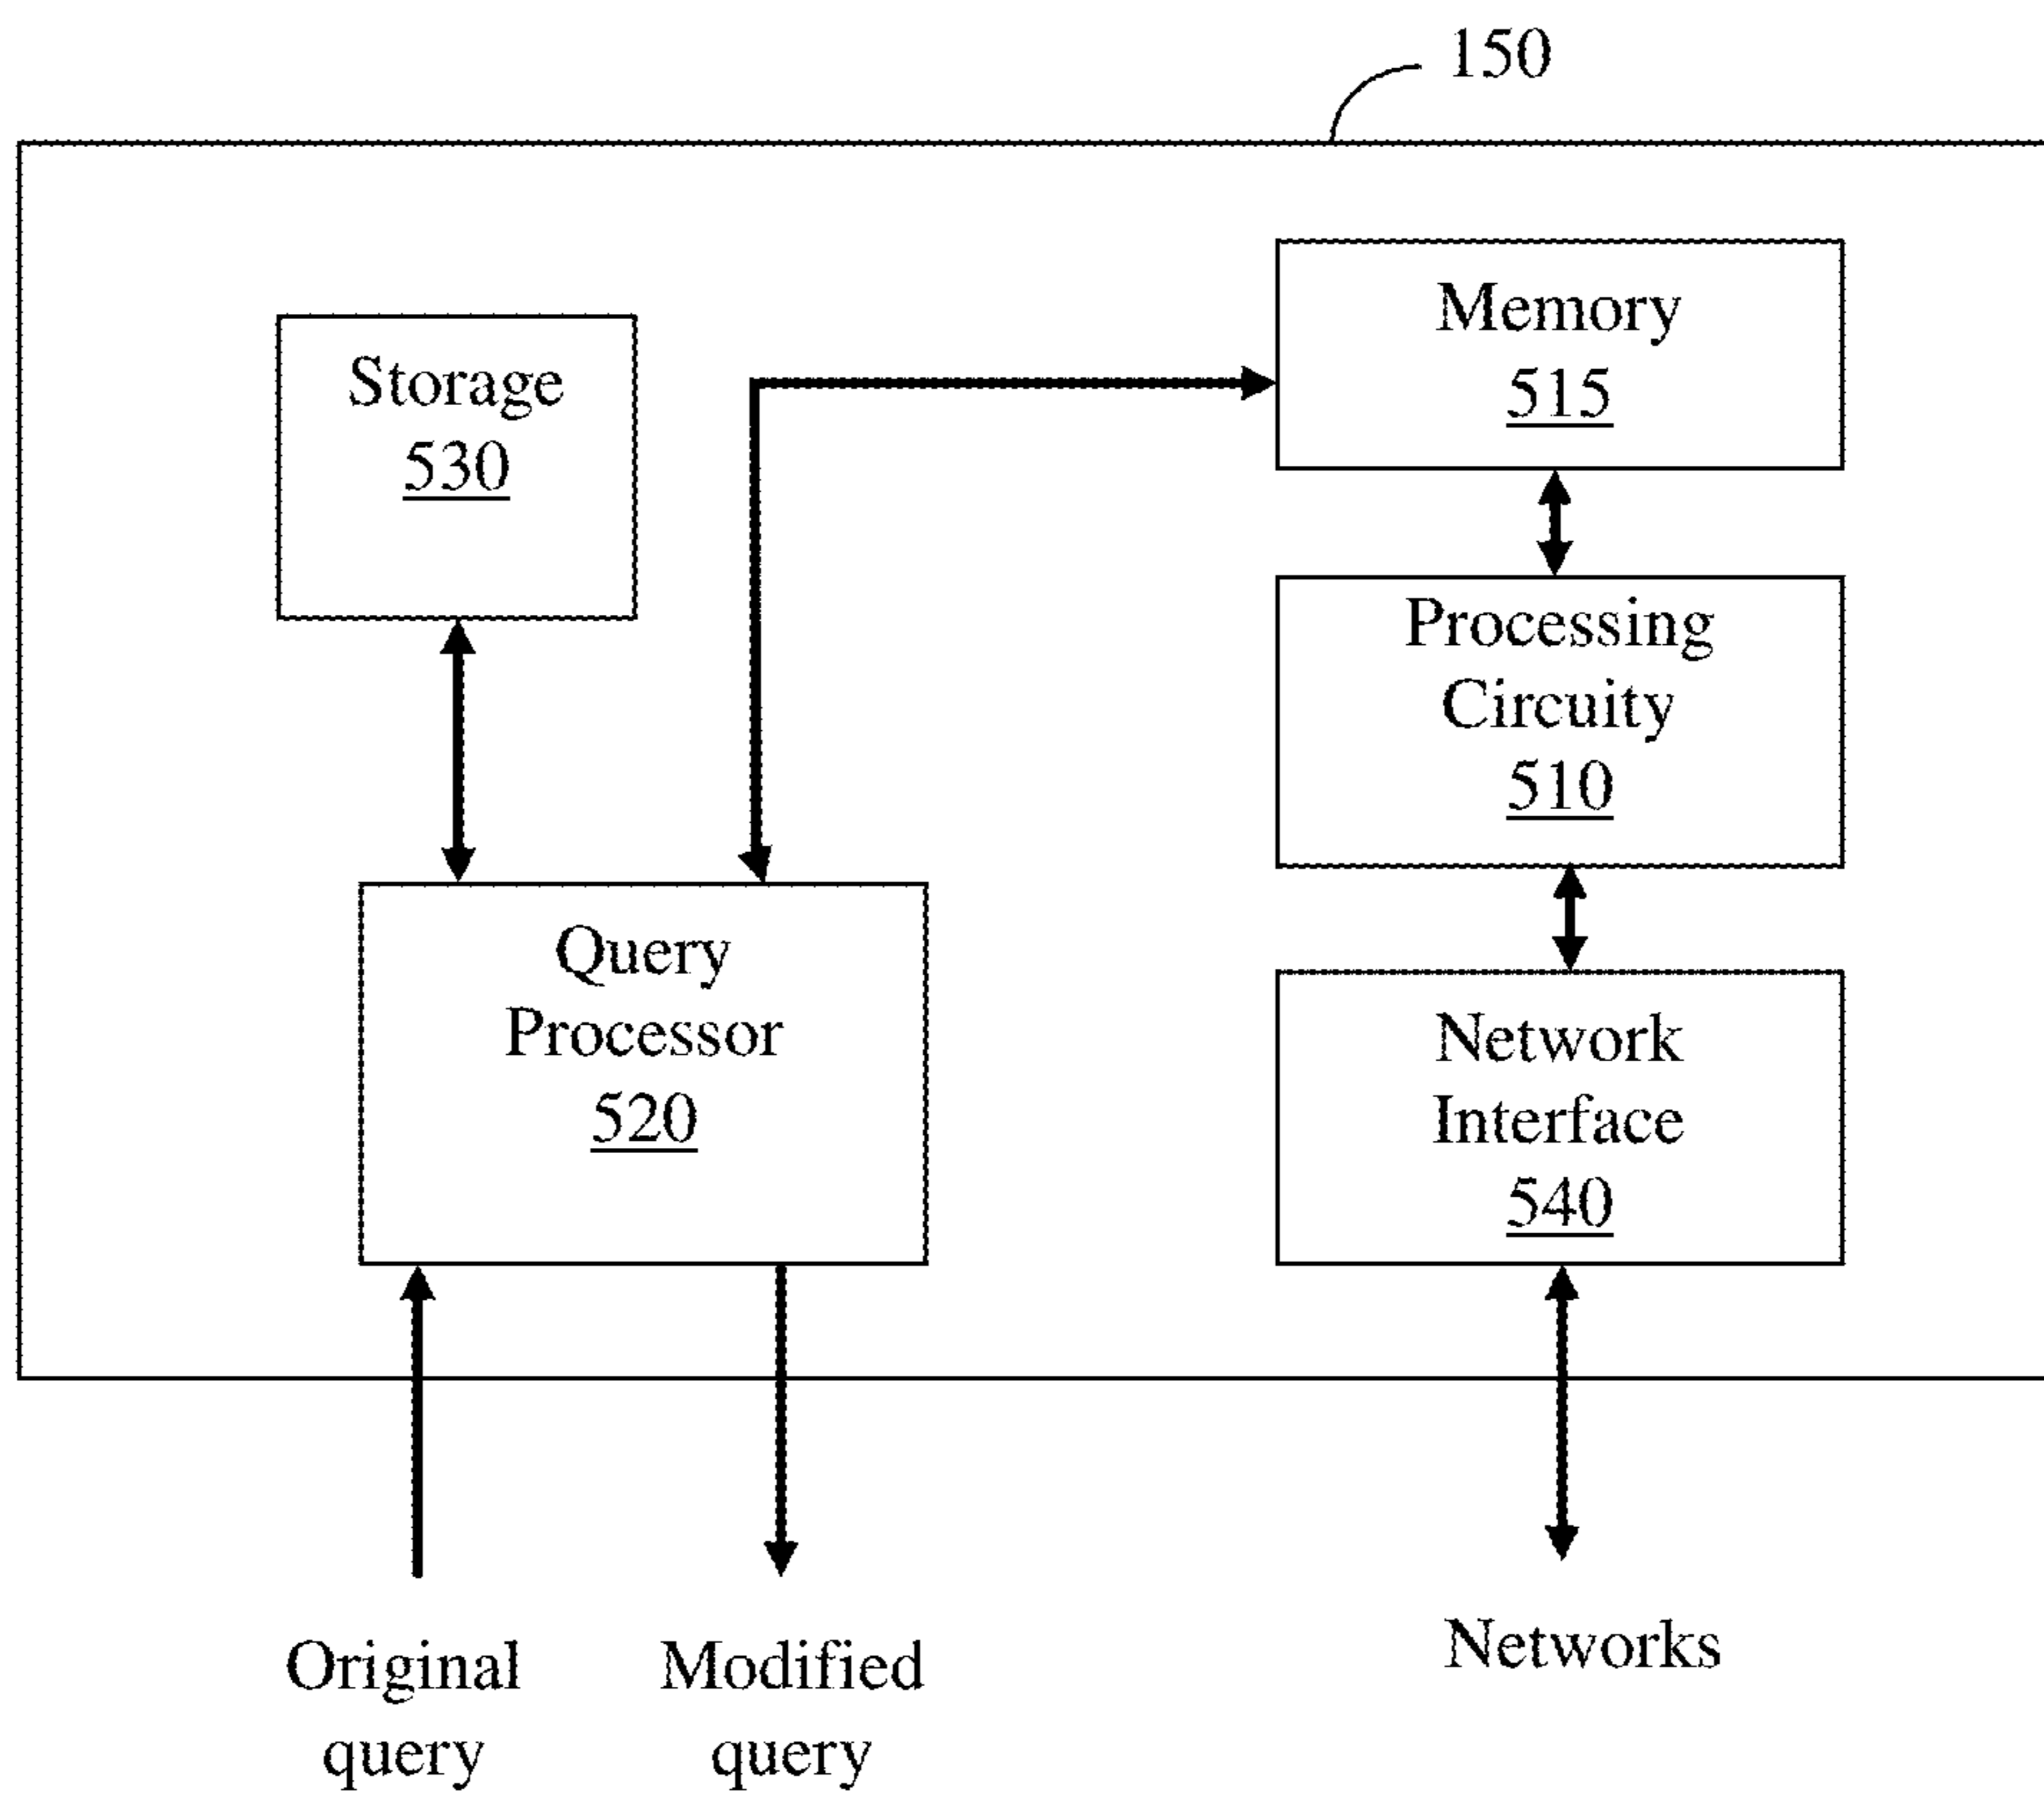 150
Memory
515
Storage
530
Processing
Circuity
510
Query
Processor
520
Network
Interface
540
Original
query
Modified
query
Networks